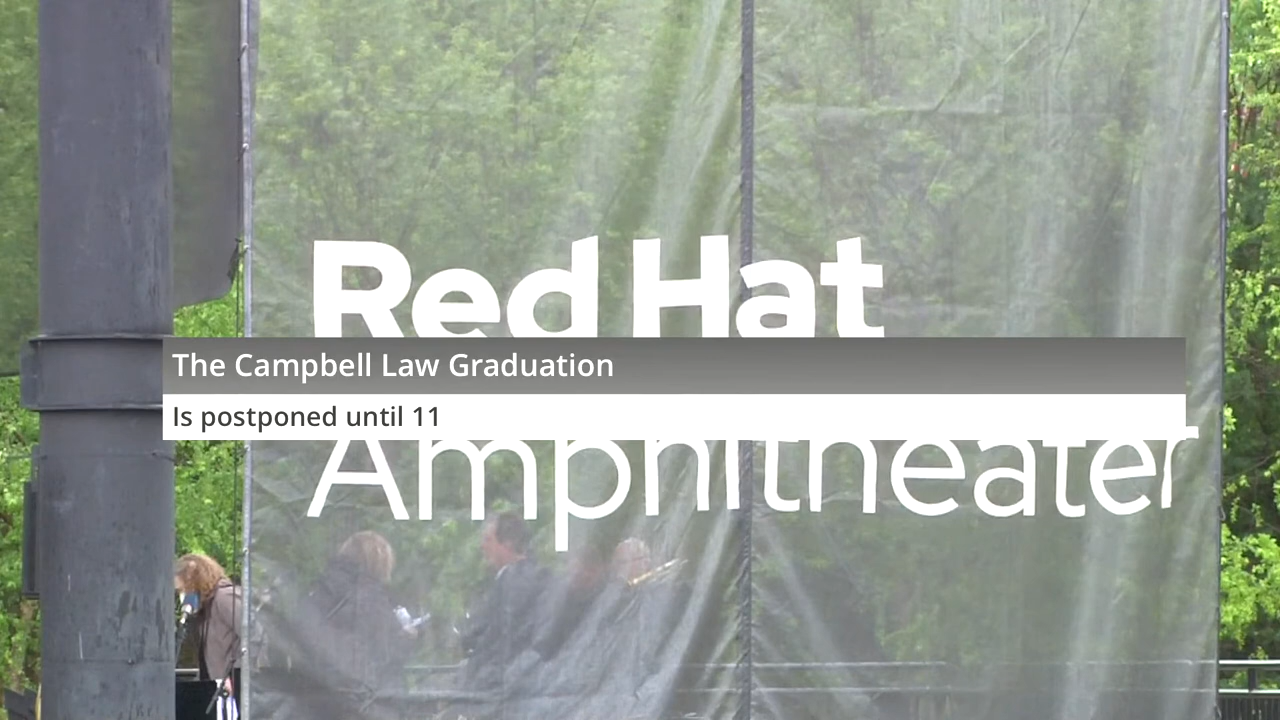 Red Hat
The Campbell Law Graduation
Is postponed until 11
Amphitheater